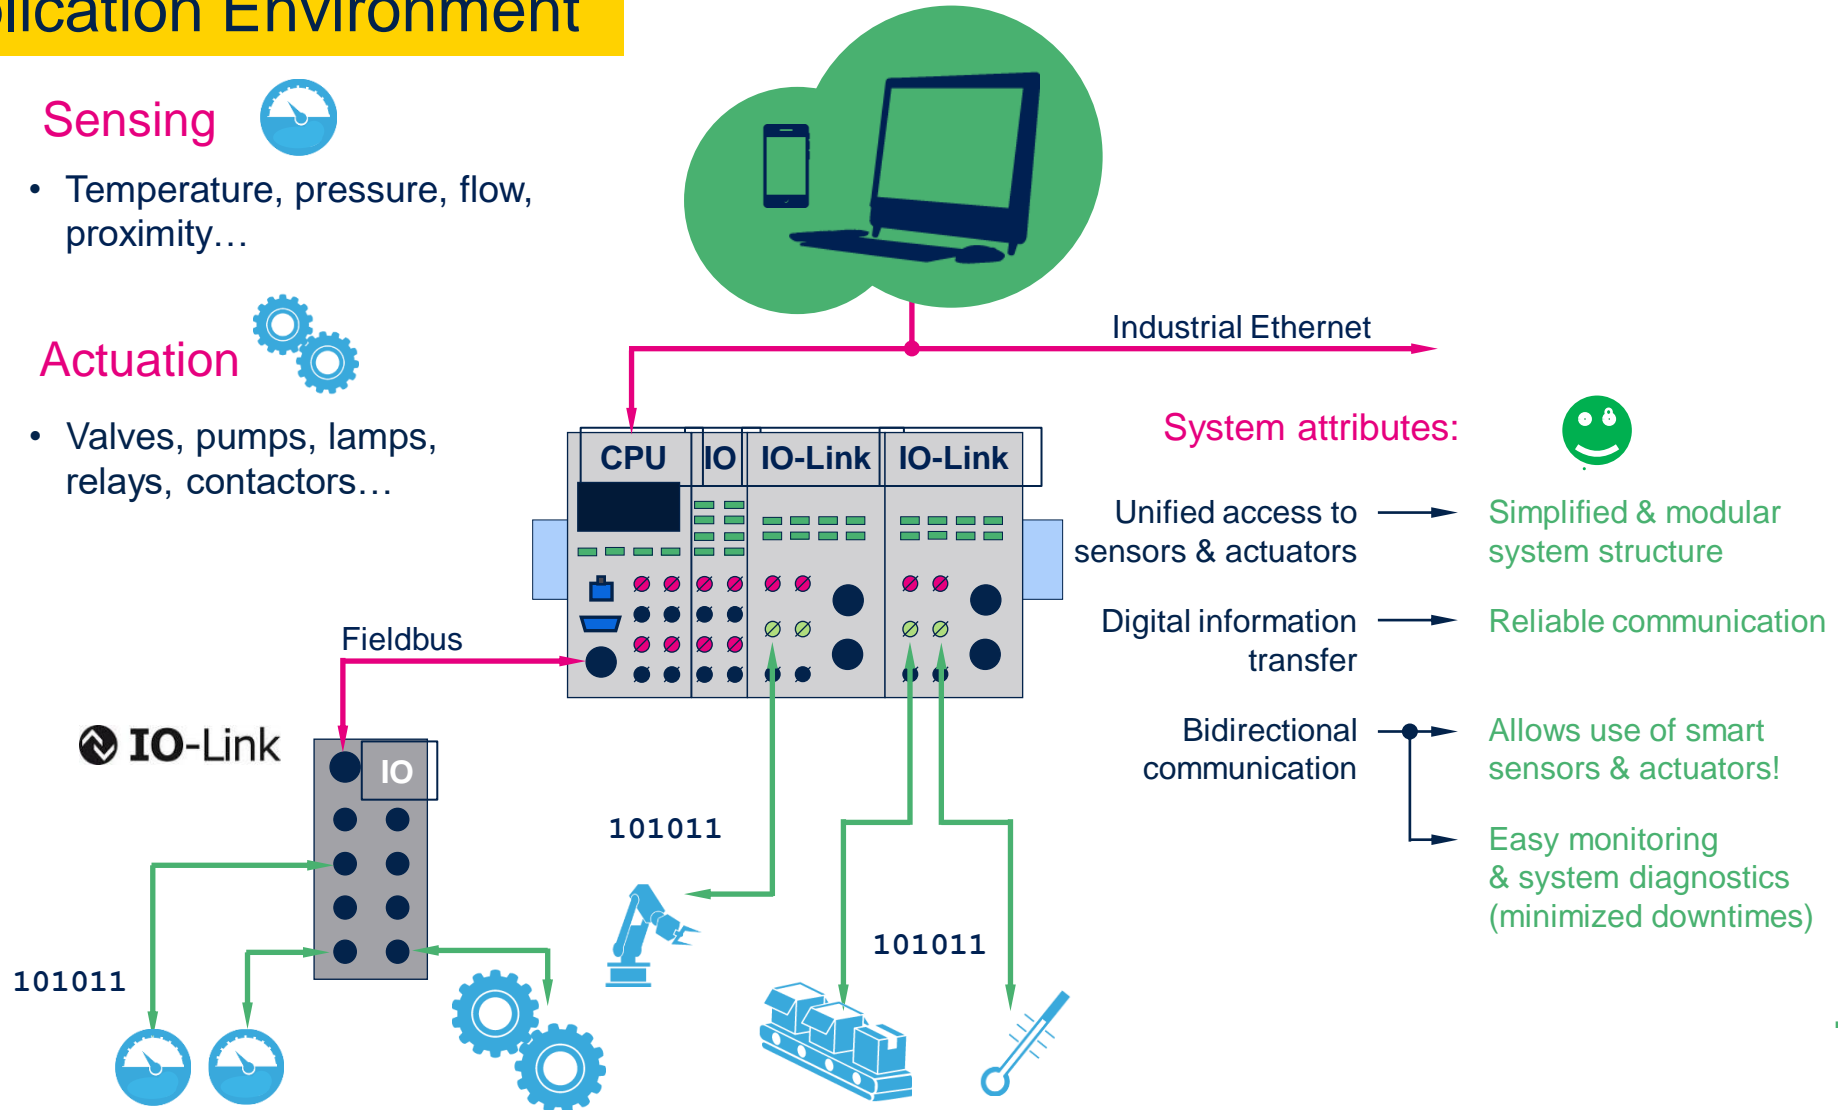 Environment
Sensing
• Temperature, pressure, flow,
proximity…
Actuation
• Valves, pumps, lamps,
relays, contactors…
Industrial Ethernet
CPU
IO
IO-Link
IO-Link
Fieldbus
IO-Link
IO
101011
101011
101011
System attributes:
Unified access to
sensors & actuators
Simplified & modular
system structure
Digital information
transfer
Reliable communication
Bidirectional
communication
Allows use of smart
sensors & actuators!
Easy monitoring
& system diagnostics
(minimized downtimes)